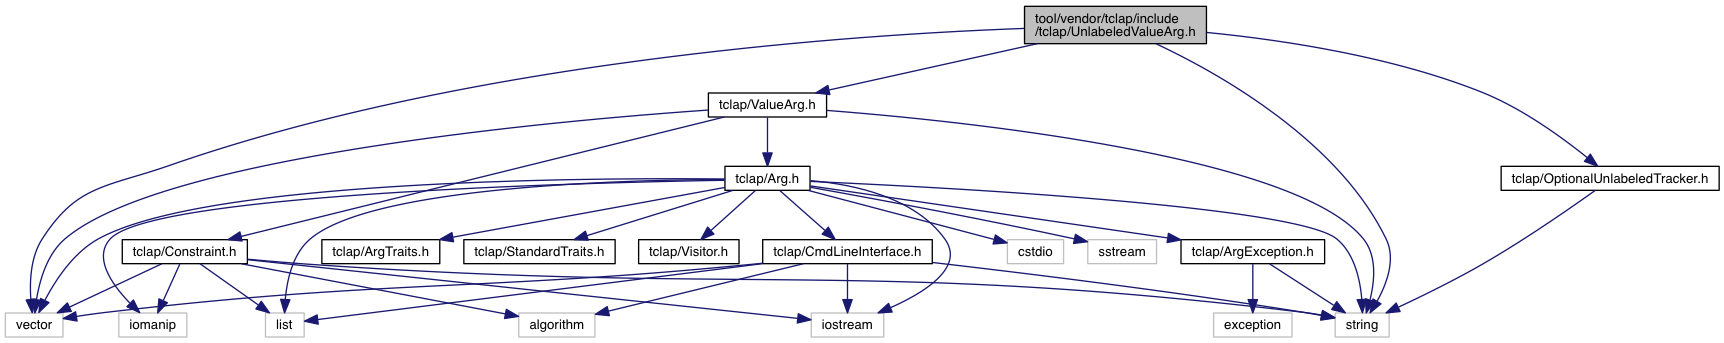 tool/vendor/tclap/include
/tclap/UnlabeledValueArg.h
tclap/ValueArg.h
tclap/Arg.h
tclap/OptionalUnlabeledTracker.h
tclap/Constraint.h
tclap/ArgTraits.h
tclap/StandardTraits.h
tclap/Visitor.h
tclap/CmdLineInterface.h
cstdio
sstream
tclap/ArgException.h
vector
iomanip
list
algorithm
iostream
exception
string